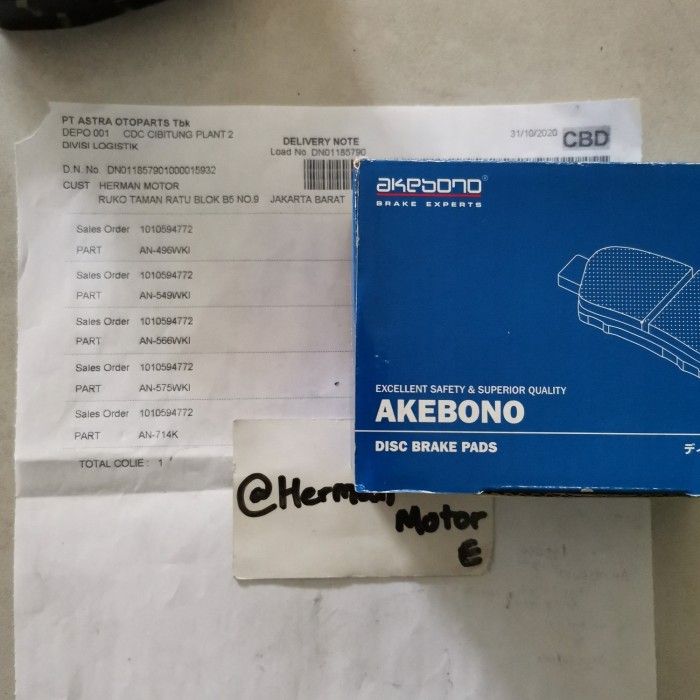 PT ASTRA OTOPARTS Tbk
DEPO 001 CDC CIBITUNG PLANT 2
DIVISI LOGISTIK
DELIVERY NOTE
Load No. DN01185790
31/10/2020 CBD
D.N. No. DN011857901000015932
CUST HERMAN MOTOR
RUKO TAMAN RATU BLOK B5 NO.9 JAKARTA BARAT
Sales Order 1010594772
PART AN-496WKI
Sales Order 1010594772
PART AN-549WKI
Sales Order 1010594772
PART AN-566WKI
Sales Order 1010594772
PART AN-575WKI
Sales Order 1010594772
PART AN-714K
TOTAL COLIE : 1
akebono®
BRAKE EXPERTS
EXCELLENT SAFETY & SUPERIOR QUALITY
AKEBONO
DISC BRAKE PADS
デ
@Herman
Motor
E